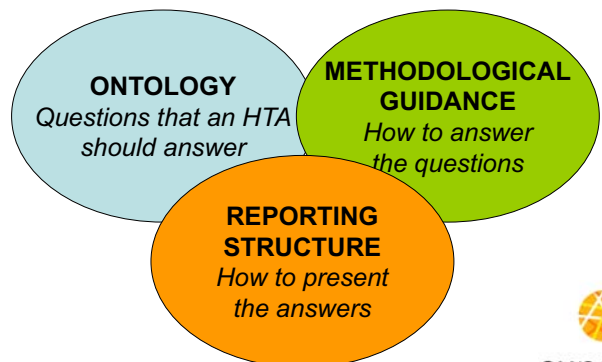 ONTOLOGY
Questions that an HTA
should answer
METHODOLOGICAL
GUIDANCE
How to answer
the questions
REPORTING
STRUCTURE
How to present
the answers